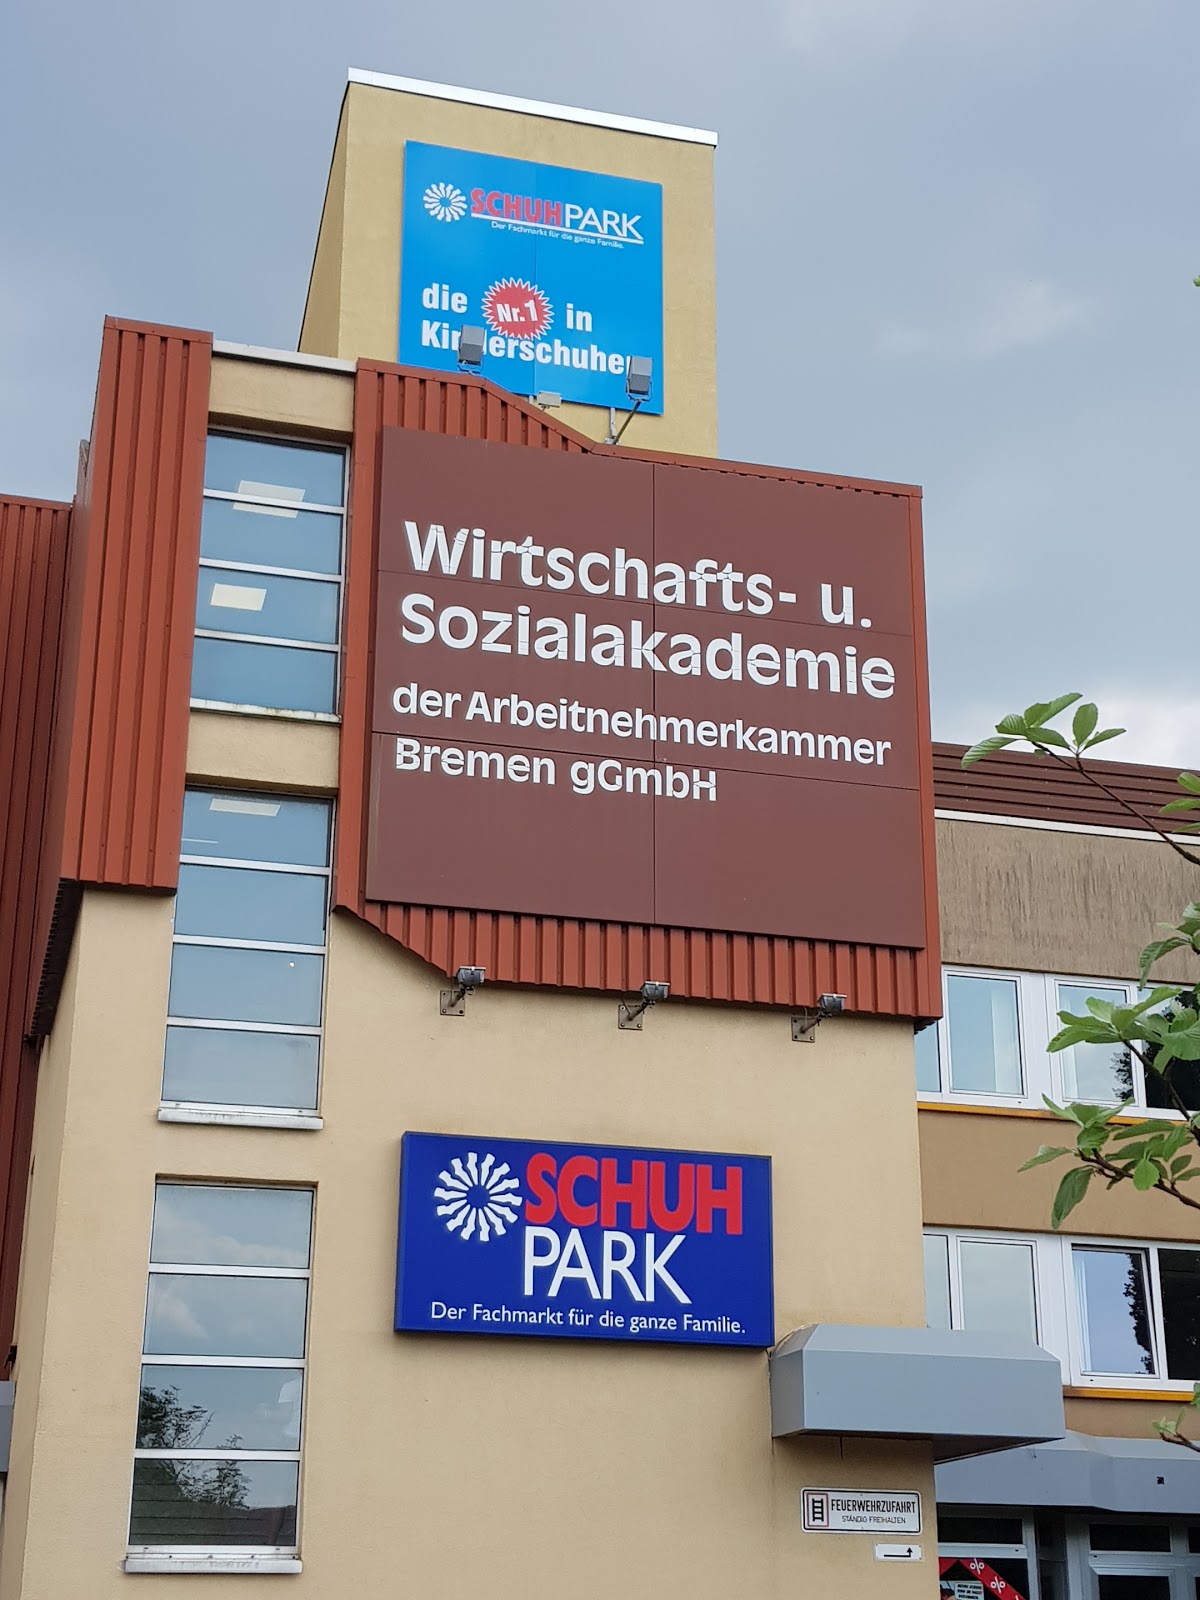 SCHUHPARK
Der Fachmarkt für die ganze Familie.
die Nr.1 in
Kinderschuhen
Wirtschafts- u.
Sozialakademie
der Arbeitnehmerkammer
Bremen gGmbH
SCHUH
PARK
Der Fachmarkt für die ganze Familie.
FEUERWEHRZUFAHRT
STÄNDIG FREIHALTEN